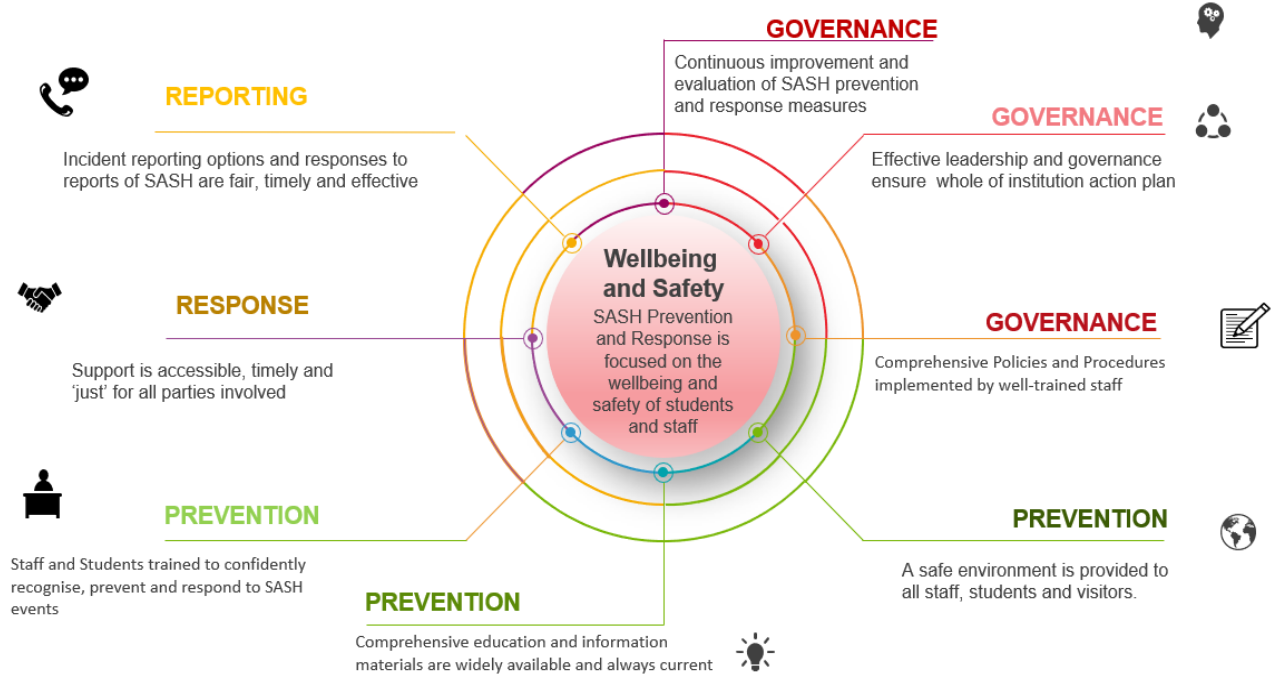 GOVERNANCE
Continuous improvement and
evaluation of SASH prevention
and response measures
GOVERNANCE
Effective leadership and governance
ensure  whole of institution action plan
GOVERNANCE
Comprehensive Policies and Procedures
implemented by well-trained staff
PREVENTION
A safe environment is provided to
all staff, students and visitors.
PREVENTION
Comprehensive education and information
materials are widely available and always current
PREVENTION
Staff and Students trained to confidently
recognise, prevent and respond to SASH
events
RESPONSE
Support is accessible, timely and
‘just’ for all parties involved
REPORTING
Incident reporting options and responses to
reports of SASH are fair, timely and effective
Wellbeing
and Safety
SASH Prevention
and Response is
focused on the
wellbeing and
safety of students
and staff